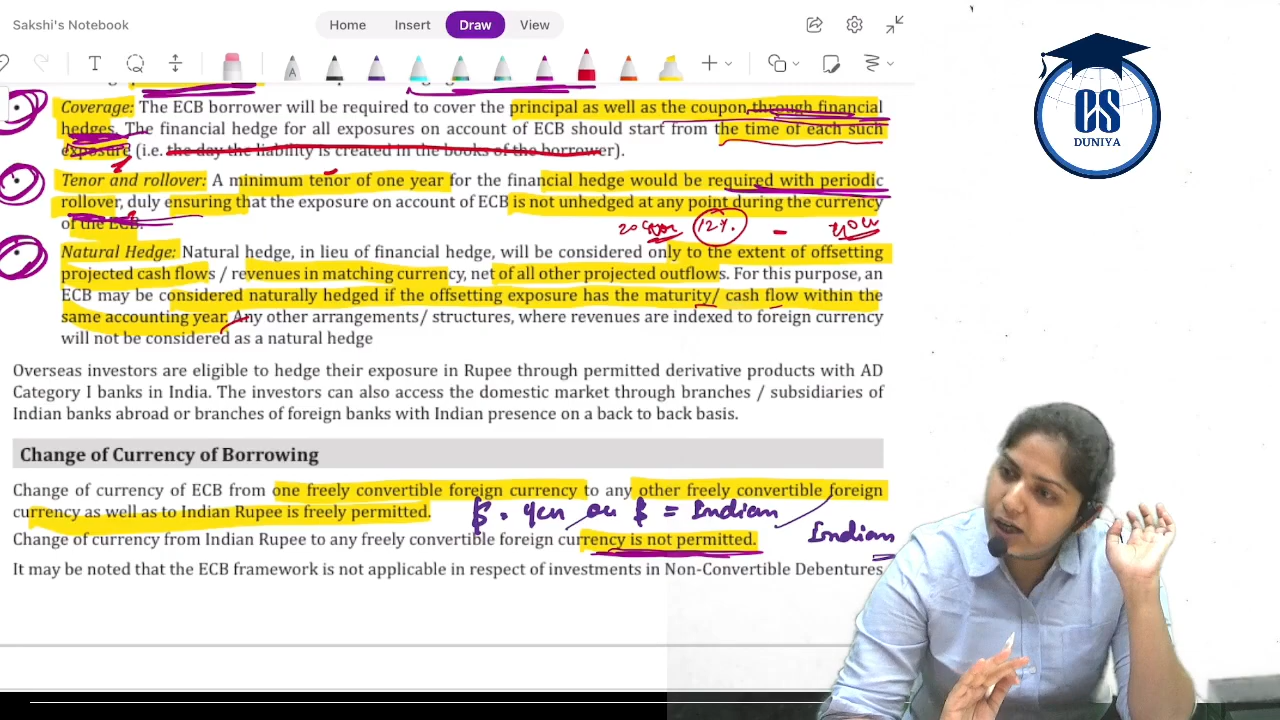 Sakshi's Notebook
Home Insert Draw View
Coverage: The ECB borrower will be required to cover the principal as well as the coupon through financial
hedges. The financial hedge for all exposures on account of ECB should start from the time of each such
exposure (i.e. the day the liability is created in the books of the borrower).
Tenor and rollover: A minimum tenor of one year for the financial hedge would be required with periodic
rollover, duly ensuring that the exposure on account of ECB is not unhedged at any point during the currency
of the ECB.
12%
Natural Hedge: Natural hedge, in lieu of financial hedge, will be considered only to the extent of offsetting
projected cash flows / revenues in matching currency, net of all other projected outflows. For this purpose, an
ECB may be considered naturally hedged if the offsetting exposure has the maturity/ cash flow within the
same accounting year. Any other arrangements/ structures, where revenues are indexed to foreign currency
will not be considered as a natural hedge
Overseas investors are eligible to hedge their exposure in Rupee through permitted derivative products with AD
Category I banks in India. The investors can also access the domestic market through branches / subsidiaries of
Indian banks abroad or branches of foreign banks with Indian presence on a back to back basis.
Change of Currency of Borrowing
Change of currency of ECB from one freely convertible foreign currency to any other freely convertible foreign
currency as well as to Indian Rupee is freely permitted.
$ = Indian
Change of currency from Indian Rupee to any freely convertible foreign currency is not permitted.
Indian
It may be noted that the ECB framework is not applicable in respect of investments in Non-Convertible Debentures
CS
DUNIYA